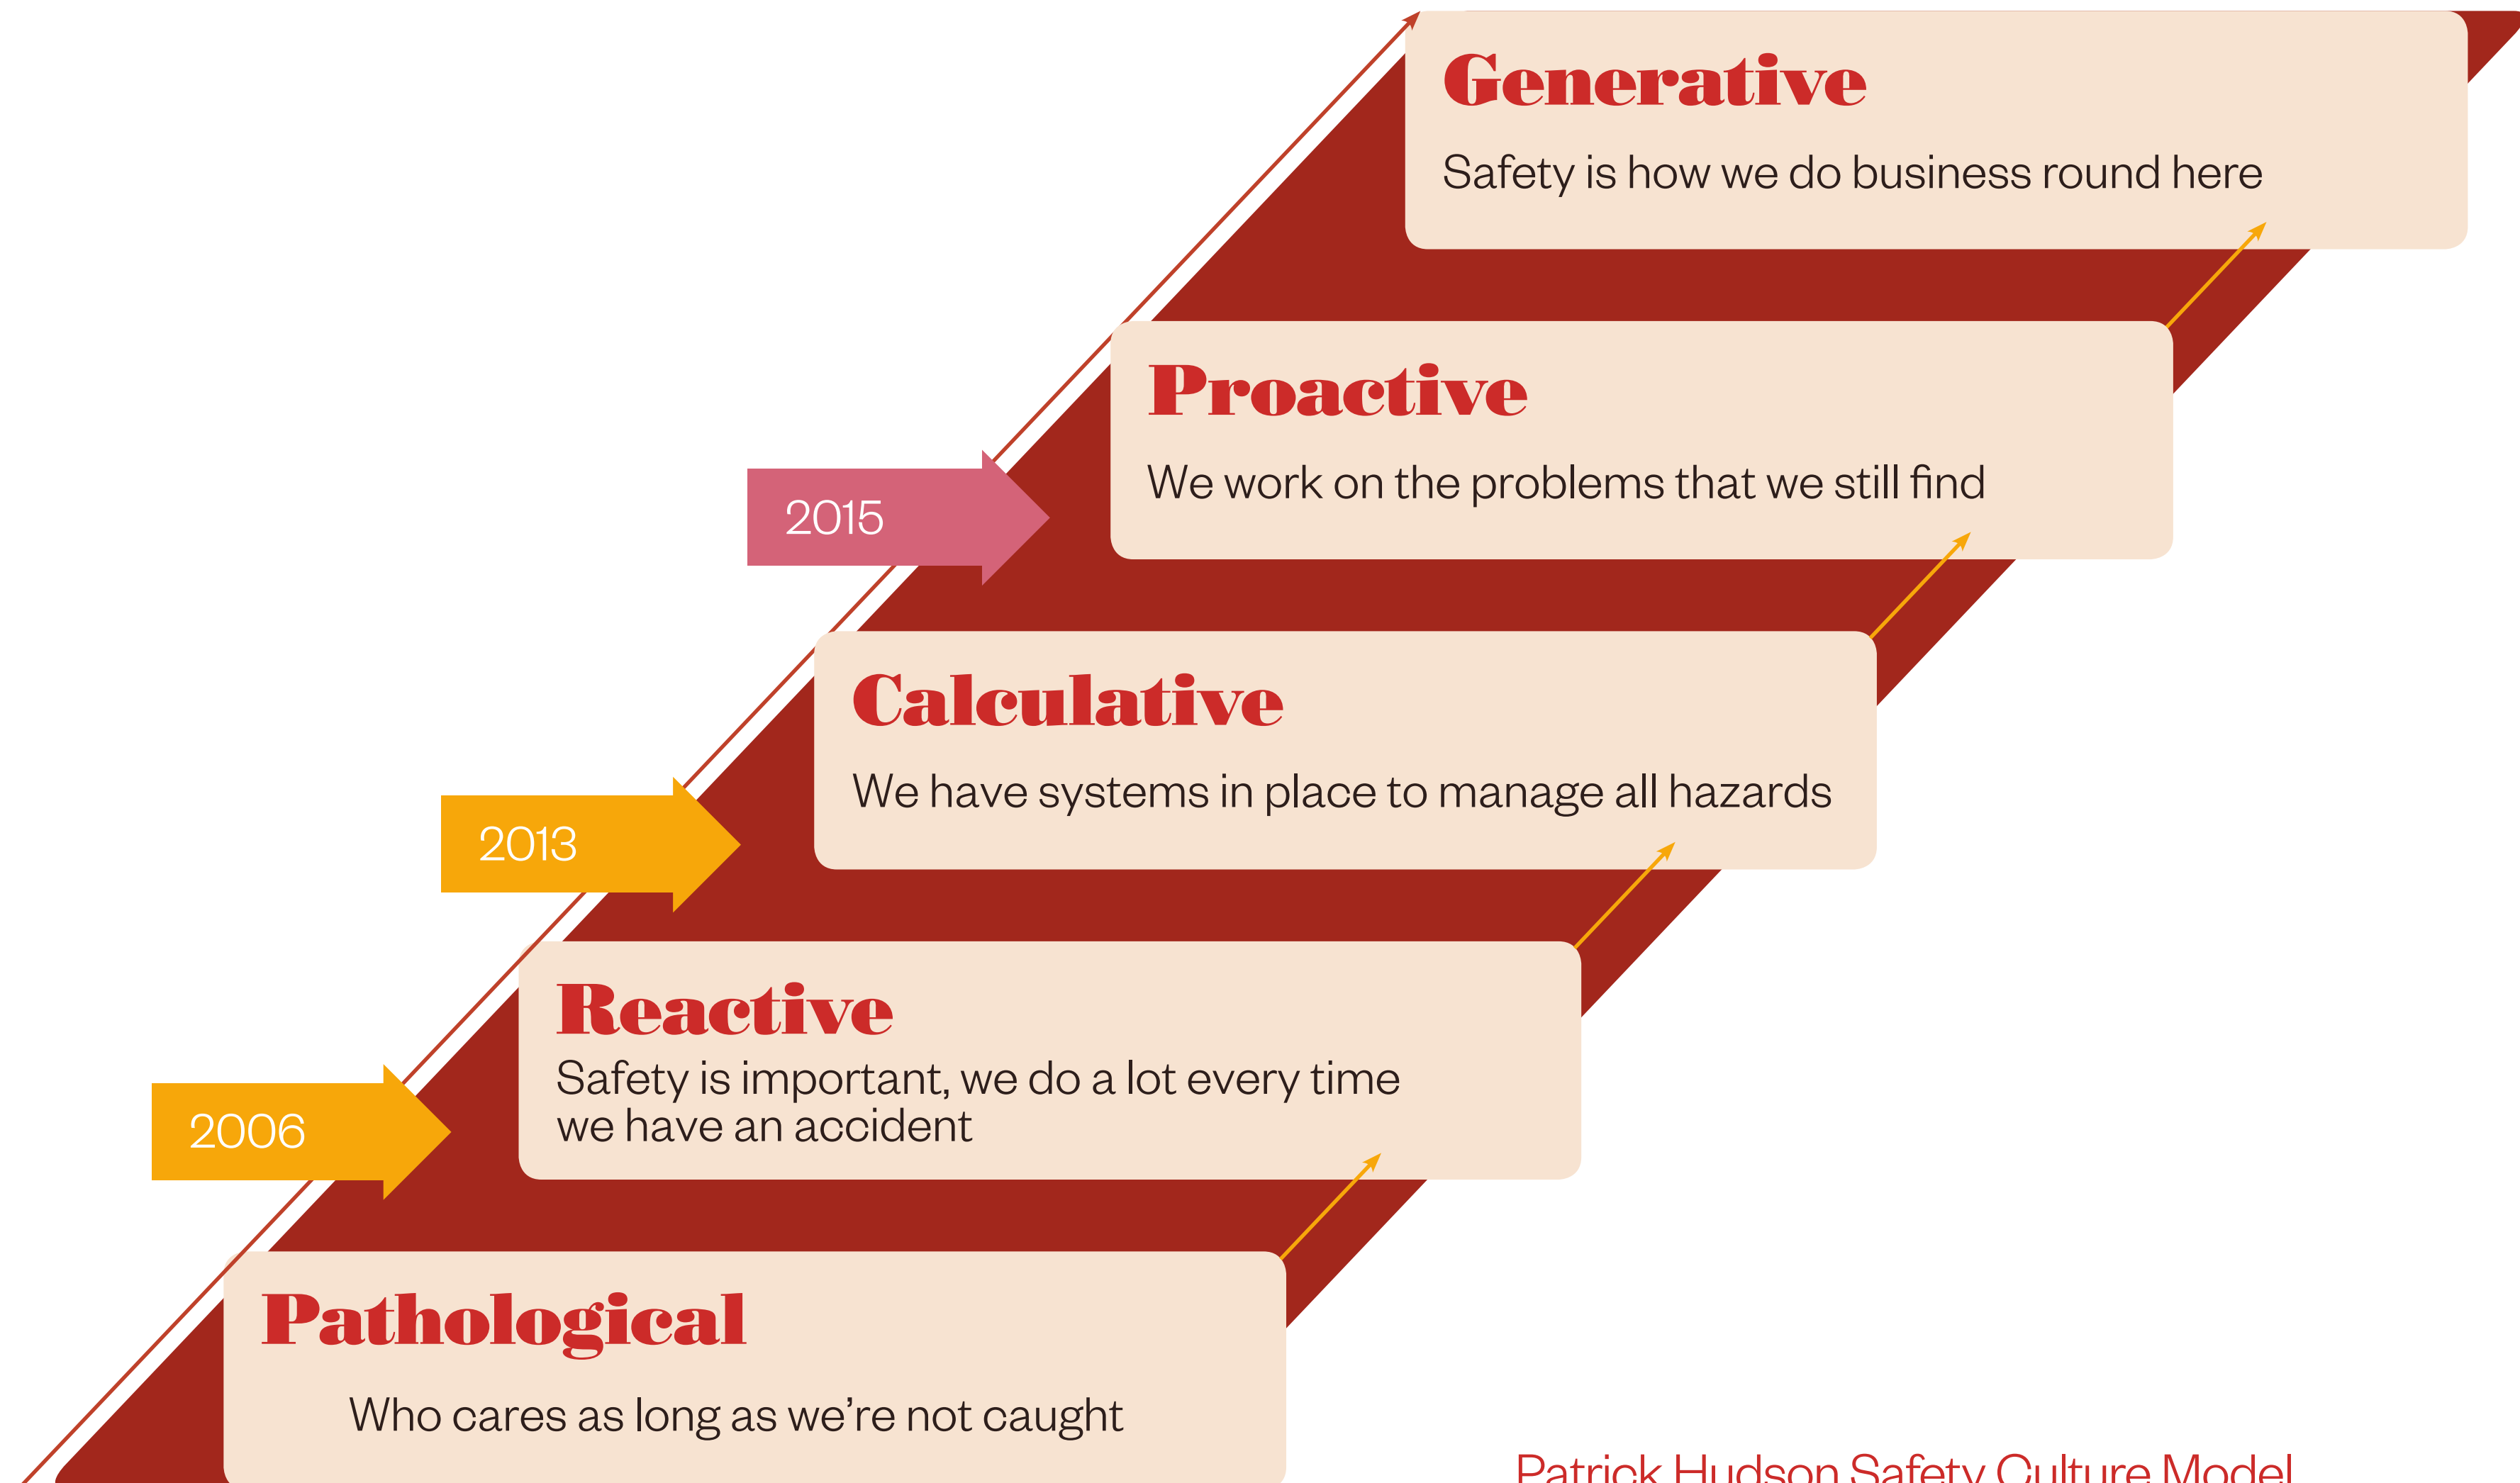 Generative
Safety is how we do business round here
Proactive
We work on the problems that we still find
2015
Calculative
We have systems in place to manage all hazards
2013
Reactive
Safety is important, we do a lot every time
we have an accident
2006
Pathological
Who cares as long as we’re not caught
Patrick Hudson Safety Culture Model